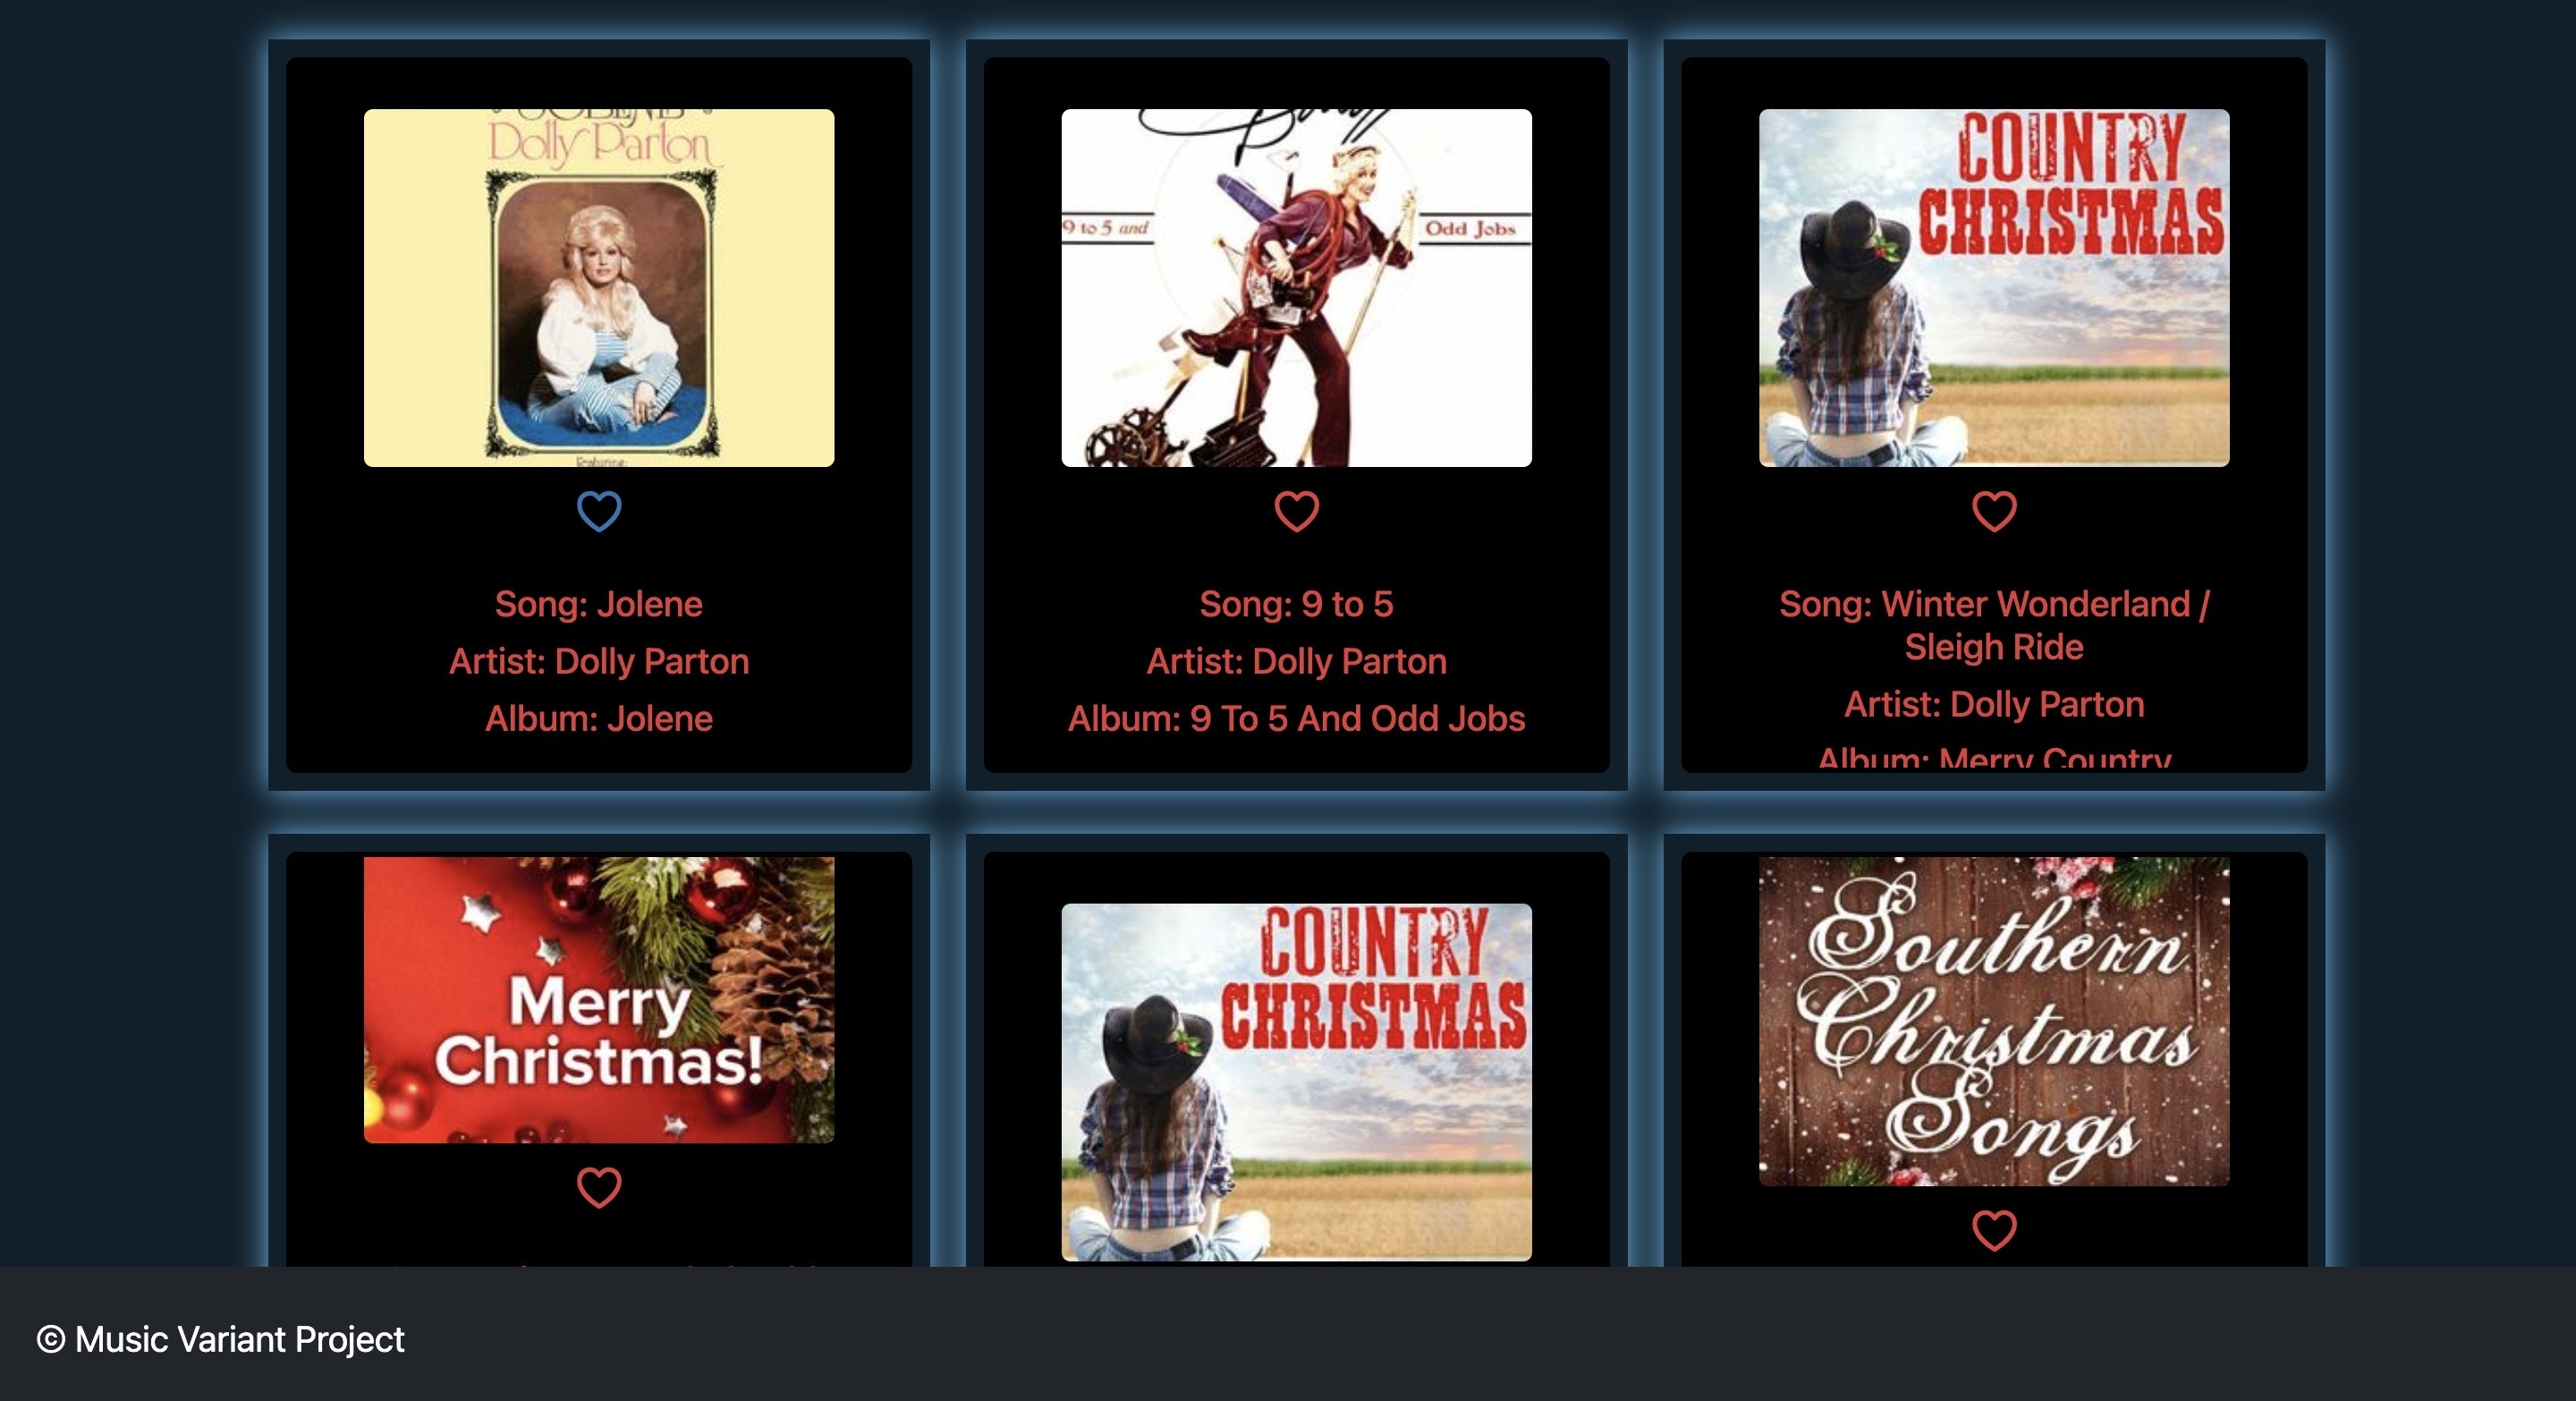 Dolly Parton
Featuring:
9 to 5 and
Odd Jobs
COUNTRY
CHRISTMAS
Song: Jolene
Artist: Dolly Parton
Album: Jolene
Song: 9 to 5
Artist: Dolly Parton
Album: 9 To 5 And Odd Jobs
Song: Winter Wonderland /
Sleigh Ride
Artist: Dolly Parton
Album: Merry Country
Merry
Christmas!
COUNTRY
CHRISTMAS
Southern
Christmas
Songs
© Music Variant Project